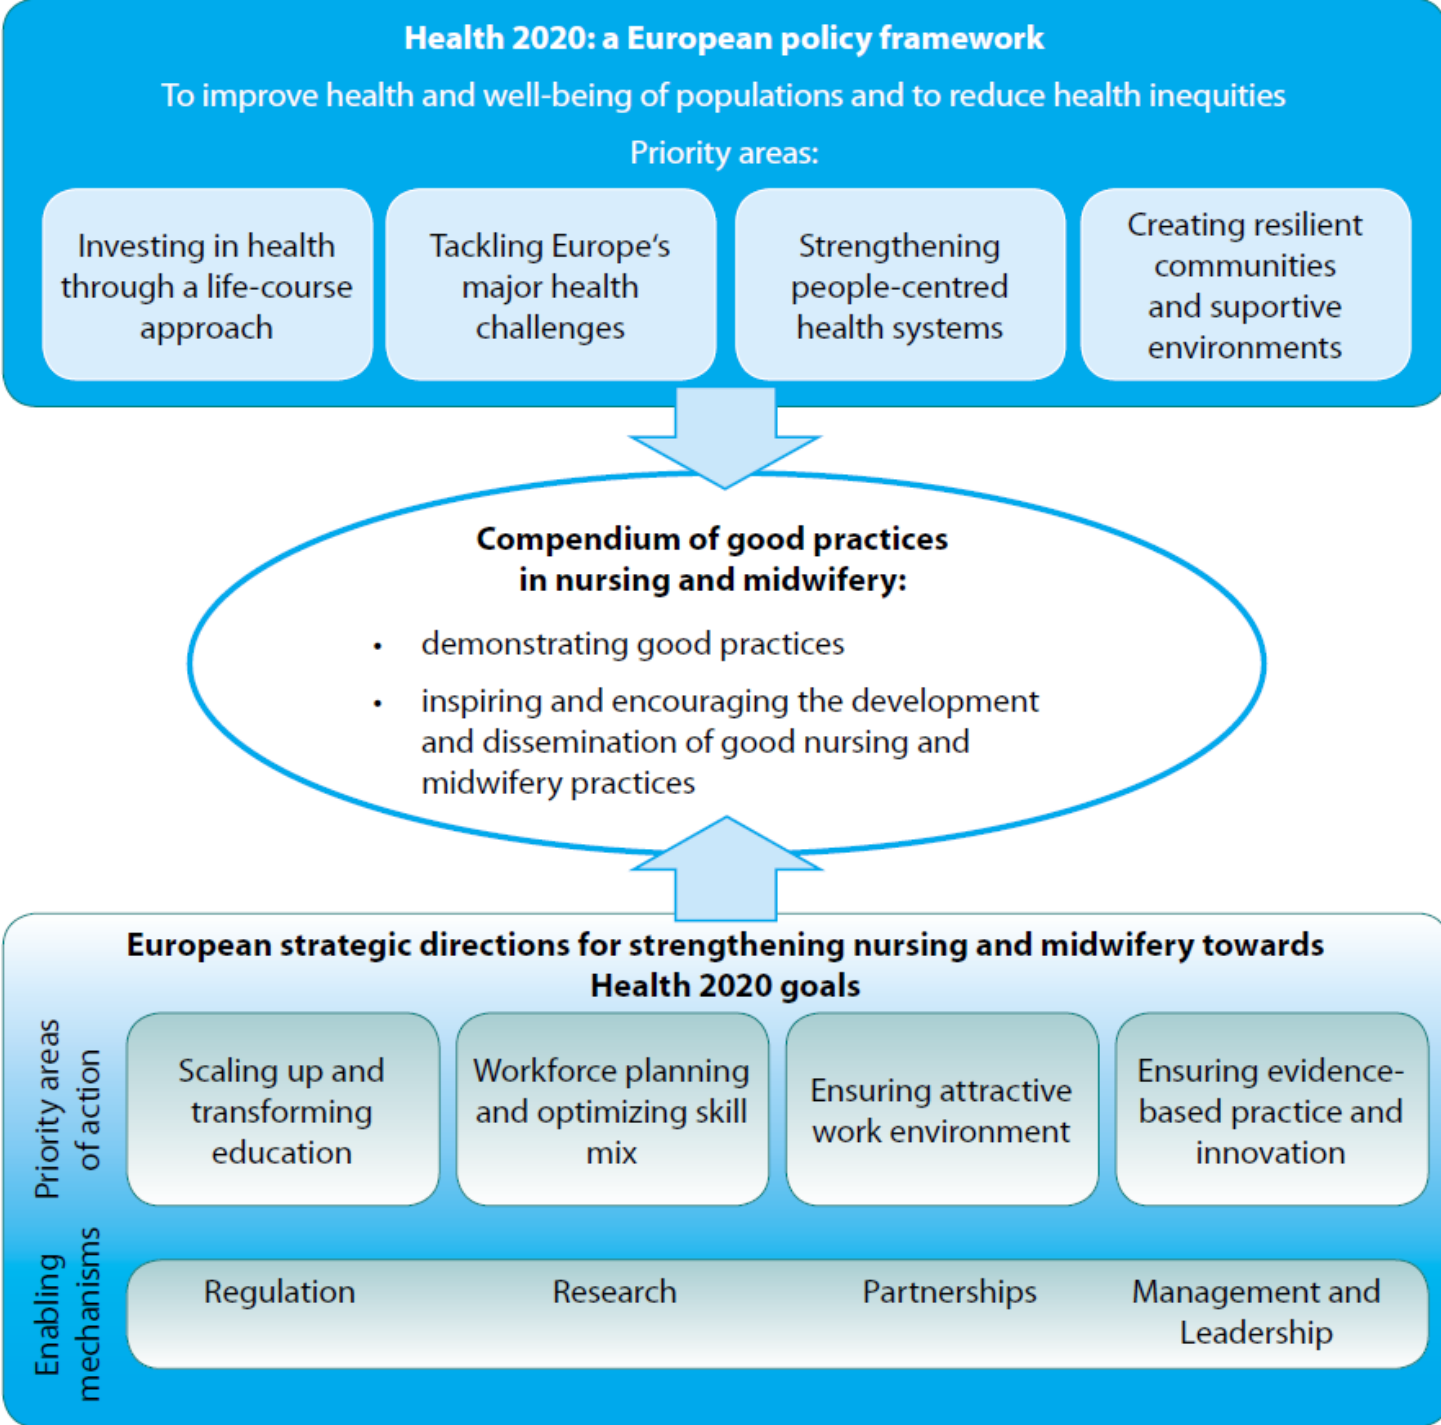 Health 2020: a European policy framework
To improve health and well-being of populations and to reduce health inequities
Priority areas:
Investing in health
through a life-course
approach
Tackling Europe‘s
major health
challenges
Strengthening
people-centred
health systems
Creating resilient
communities
and suportive
environments
Compendium of good practices
in nursing and midwifery:
• demonstrating good practices
• inspiring and encouraging the development
and dissemination of good nursing and
midwifery practices
European strategic directions for strengthening nursing and midwifery towards
Health 2020 goals
Priority areas
of action
Scaling up and
transforming
education
Workforce planning
and optimizing skill
mix
Ensuring attractive
work environment
Ensuring evidence-
based practice and
innovation
Enabling
mechanisms
Regulation
Research
Partnerships
Management and
Leadership